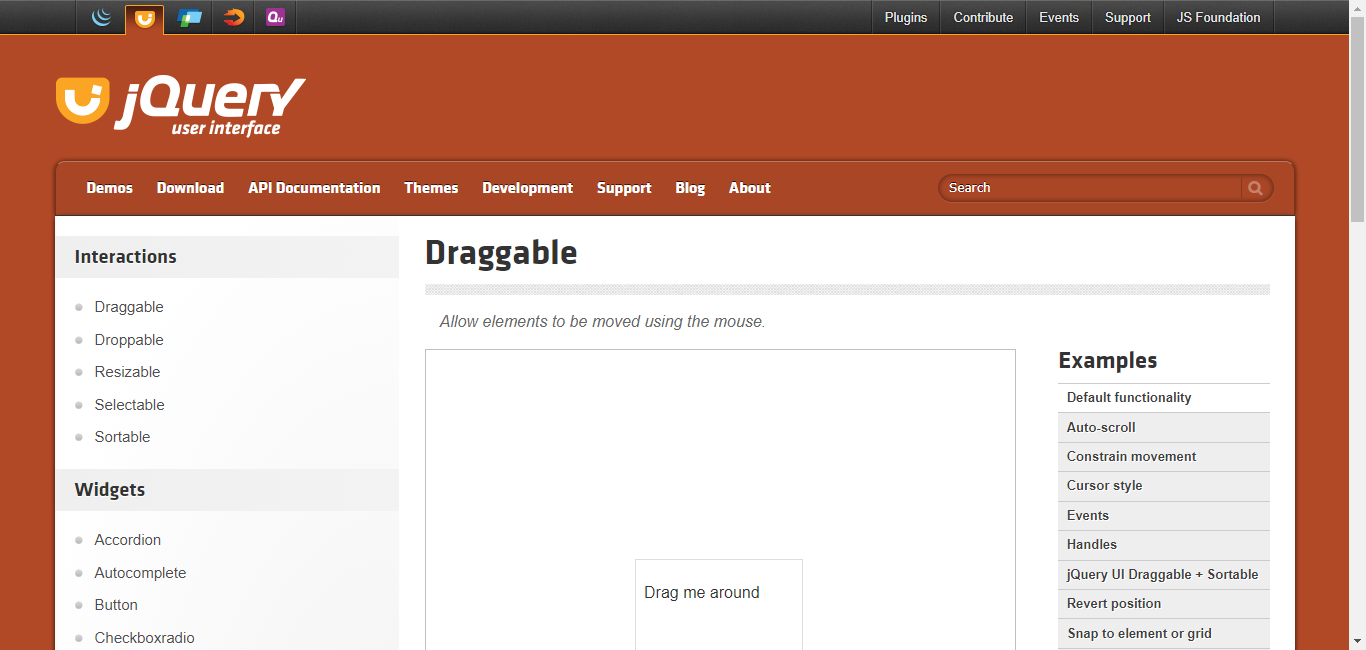 Plugins Contribute Events Support JS Foundation
Qu
jQuery
user interface
Demos Download API Documentation Themes Development Support Blog About Search
Interactions
Draggable
Droppable
Resizable
Selectable
Sortable
Widgets
Accordion
Autocomplete
Button
Checkboxradio
Draggable
Allow elements to be moved using the mouse.
Drag me around
Examples
Default functionality
Auto-scroll
Constrain movement
Cursor style
Events
Handles
jQuery UI Draggable + Sortable
Revert position
Snap to element or grid